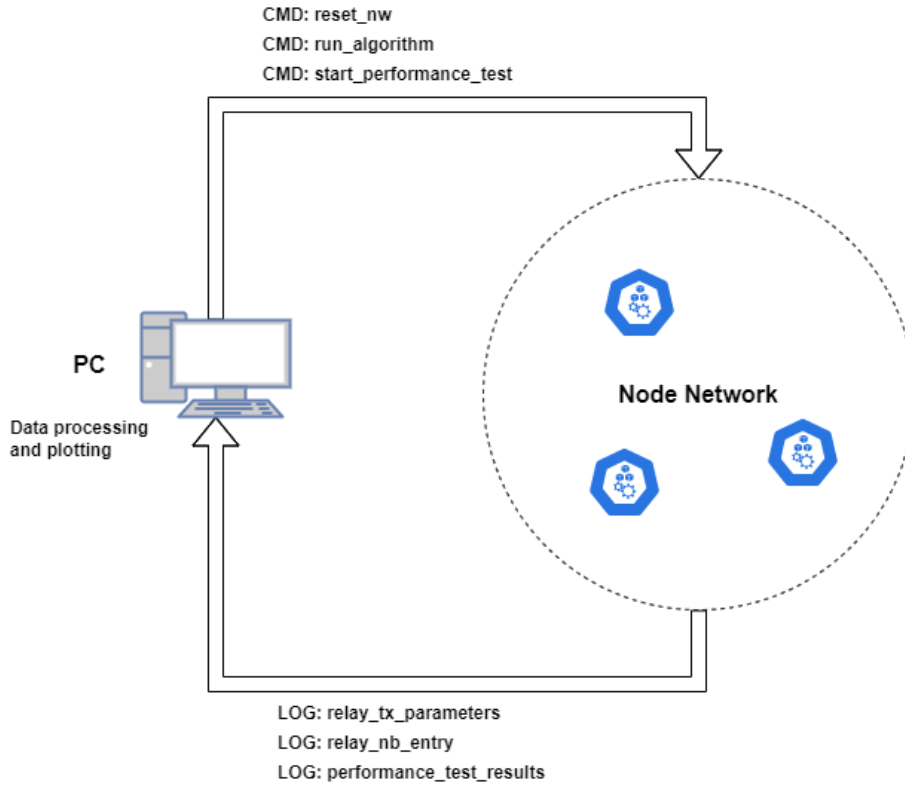 CMD: reset_nw
CMD: run_algorithm
CMD: start_performance_test
PC
Data processing
and plotting
Node Network
LOG: relay_tx_parameters
LOG: relay_nb_entry
LOG: performance_test_results